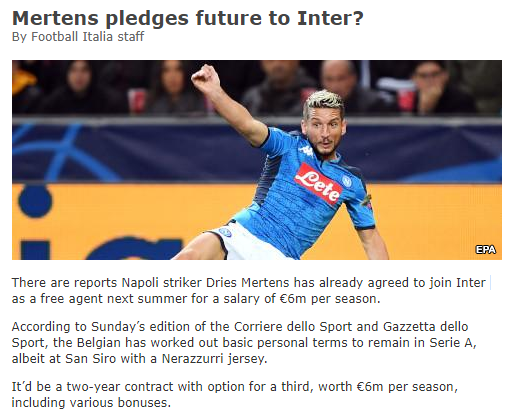 Mertens pledges future to Inter?
By Football Italia staff
Lete
EPA
There are reports Napoli striker Dries Mertens has already agreed to join Inter
as a free agent next summer for a salary of €6m per season.
According to Sunday’s edition of the Corriere dello Sport and Gazzetta dello
Sport, the Belgian has worked out basic personal terms to remain in Serie A,
albeit at San Siro with a Nerazzurri jersey.
It’d be a two-year contract with option for a third, worth €6m per season,
including various bonuses.